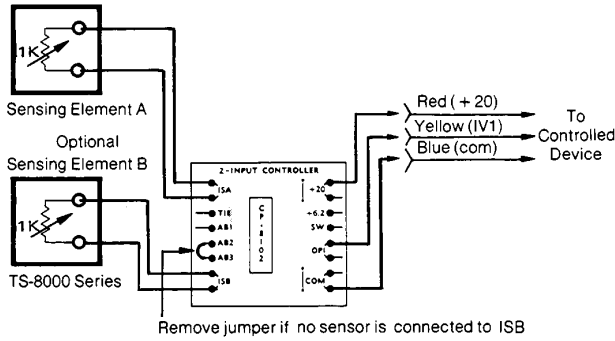 1K
Sensing Element A
Optional
Sensing Element B
1K
TS-8000 Series
2-INPUT CONTROLLER
CP-8102
ISA
TIE
AB1
AB2
AB3
ISB
+20
+6.2
SW
OPI
COM
Red (+20)
Yellow (IV1)
Blue (com)
To
Controlled
Device
Remove jumper if no sensor is connected to ISB